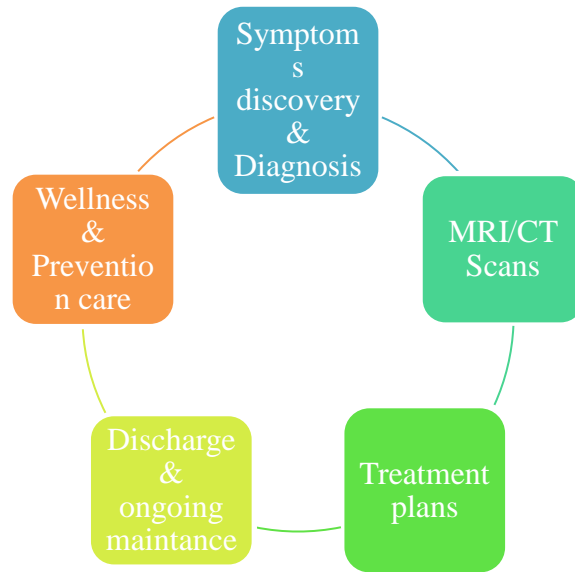 Symptom
s
discovery
&
Diagnosis
MRI/CT
Scans
Treatment
plans
Discharge
&
ongoing
maintance
Wellness
&
Preventio
n care